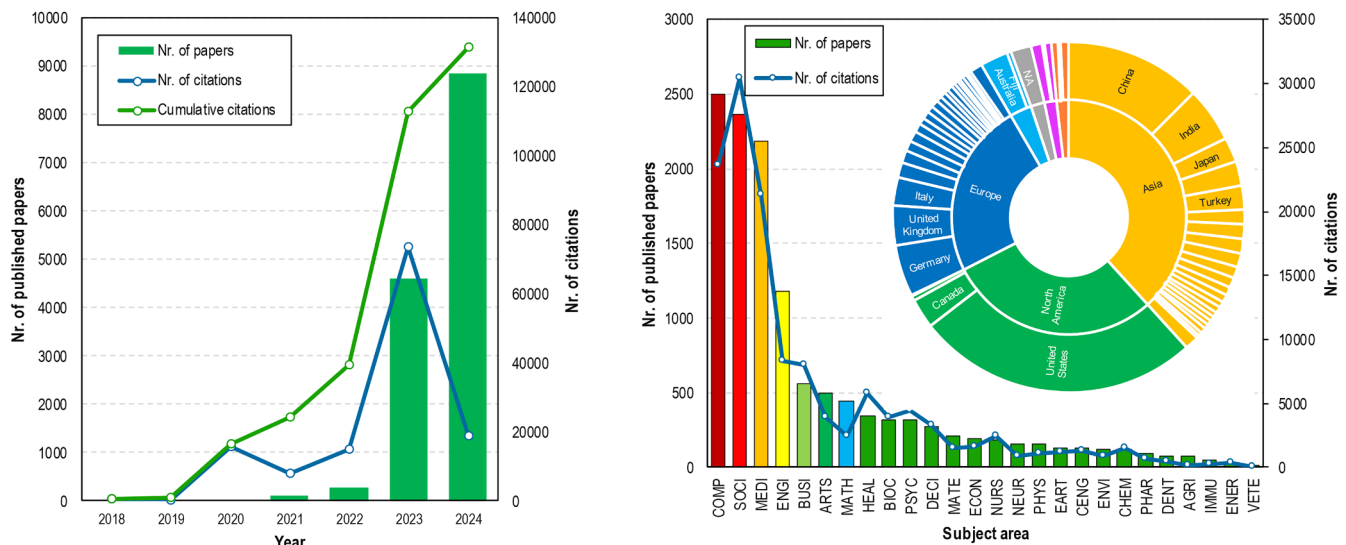 10000
9000
8000
7000
6000
5000
4000
3000
2000
1000
0
Nr. of published papers
Nr. of papers
Nr. of citations
Cumulative citations
140000
120000
100000
80000
60000
40000
20000
0
Nr. of citations
2018 2019 2020 2021 2022 2023 2024
Year
3000
2500
2000
1500
1000
500
0
Nr. of published papers
Nr. of papers
Nr. of citations
China
India
Japan
Turkey
Asia
North
America
United
States
Canada
Europe
Germany
United
Kingdom
Italy
Australia
Fiji
NA
35000
30000
25000
20000
15000
10000
5000
0
Nr. of citations
COMP SOCI MEDI ENGI BUSI ARTS MATH HEAL BIOC PSYC DECI MATE ECON NURS NEUR PHYS EART CENG ENVI CHEM PHAR DENT AGRI IMMU ENER VETE
Subject area